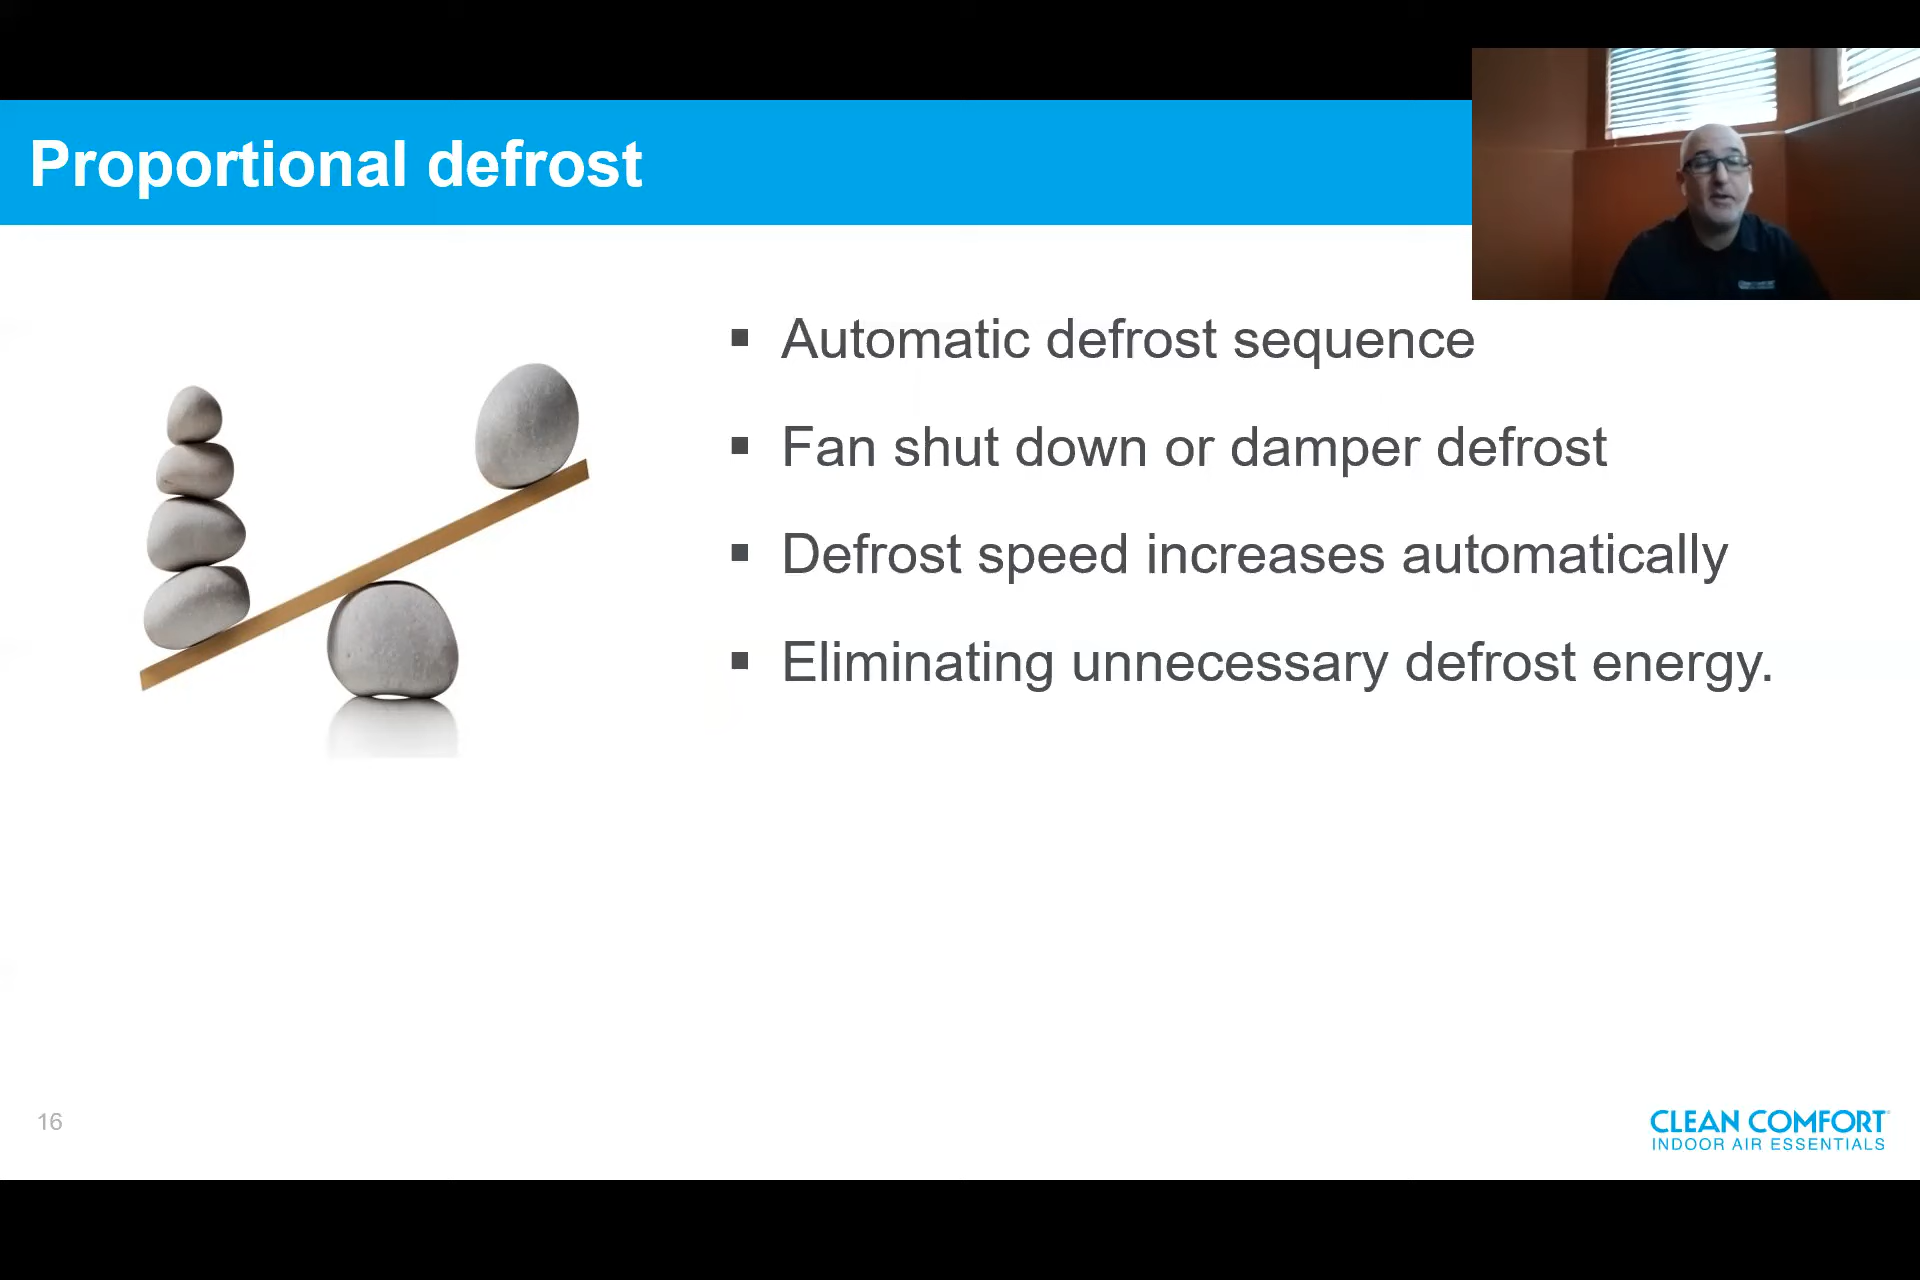 Proportional defrost
▪ Automatic defrost sequence
▪ Fan shut down or damper defrost
▪ Defrost speed increases automatically
▪ Eliminating unnecessary defrost energy.
16
CLEAN COMFORT
INDOOR AIR ESSENTIALS